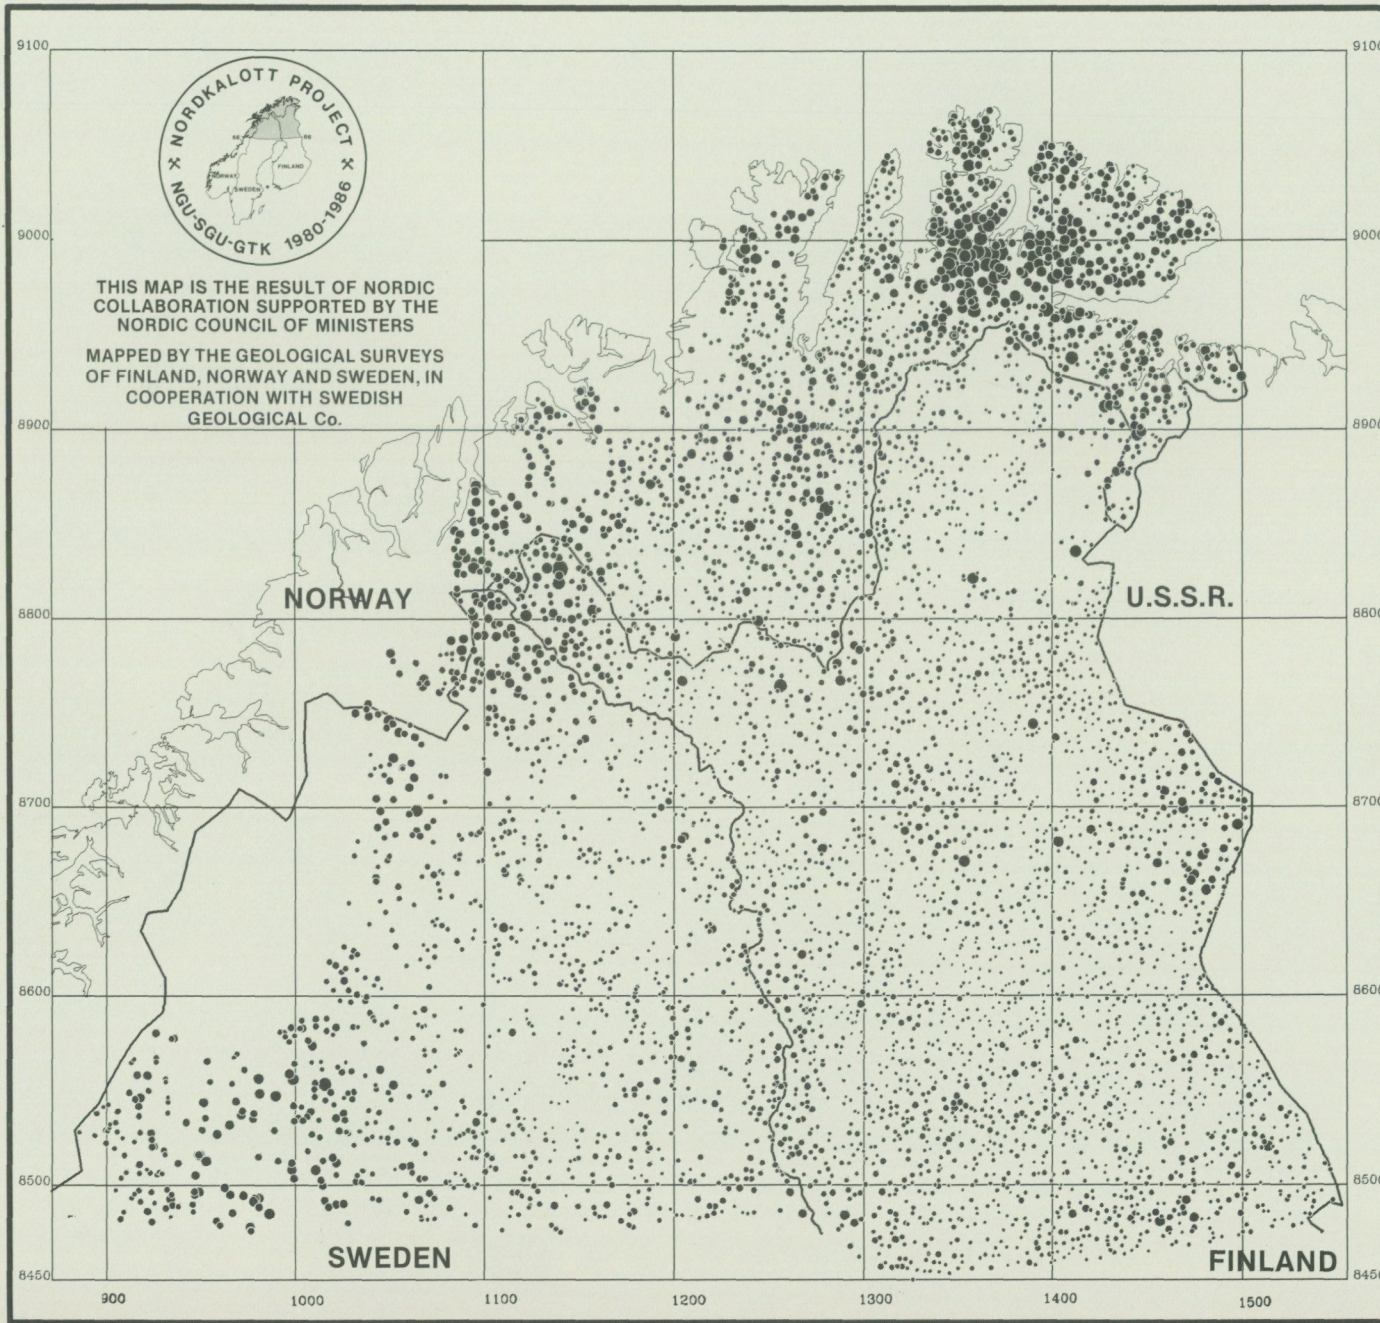 NORDKALOTT PROJECT
NGU-SGU-GTK 1980-1986
66 66
NORWAY
SWEDEN
FINLAND
THIS MAP IS THE RESULT OF NORDIC
COLLABORATION SUPPORTED BY THE
NORDIC COUNCIL OF MINISTERS
MAPPED BY THE GEOLOGICAL SURVEYS
OF FINLAND, NORWAY AND SWEDEN, IN
COOPERATION WITH SWEDISH
GEOLOGICAL Co.
9100 9100
9000 9000
8900 8900
NORWAY U.S.S.R.
8800 8800
8700 8700
8600 8600
8500 8500
SWEDEN FINLAND
8450 8450
900 1000 1100 1200 1300 1400 1500